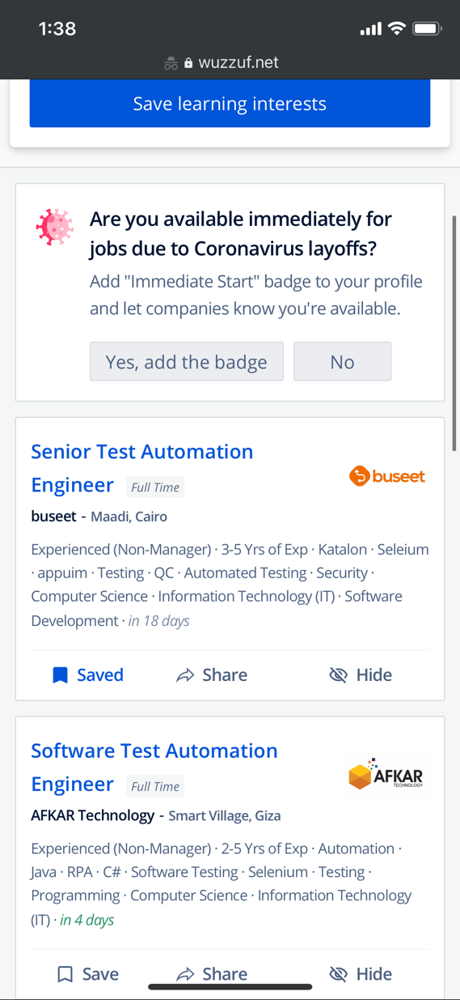 1:38
wuzzuf.net
Save learning interests
Are you available immediately for
jobs due to Coronavirus layoffs?
Add "Immediate Start" badge to your profile
and let companies know you're available.
Yes, add the badge
No
Senior Test Automation
Engineer Full Time
buseet
buseet - Maadi, Cairo
Experienced (Non-Manager) · 3-5 Yrs of Exp · Katalon · Seleium
· appuim · Testing · QC · Automated Testing · Security ·
Computer Science · Information Technology (IT) · Software
Development · in 18 days
Saved Share Hide
Software Test Automation
Engineer Full Time
AFKAR
TECHNOLOGY
AFKAR Technology - Smart Village, Giza
Experienced (Non-Manager) · 2-5 Yrs of Exp · Automation ·
Java · RPA · C# · Software Testing · Selenium · Testing ·
Programming · Computer Science · Information Technology
(IT) · in 4 days
Save Share Hide